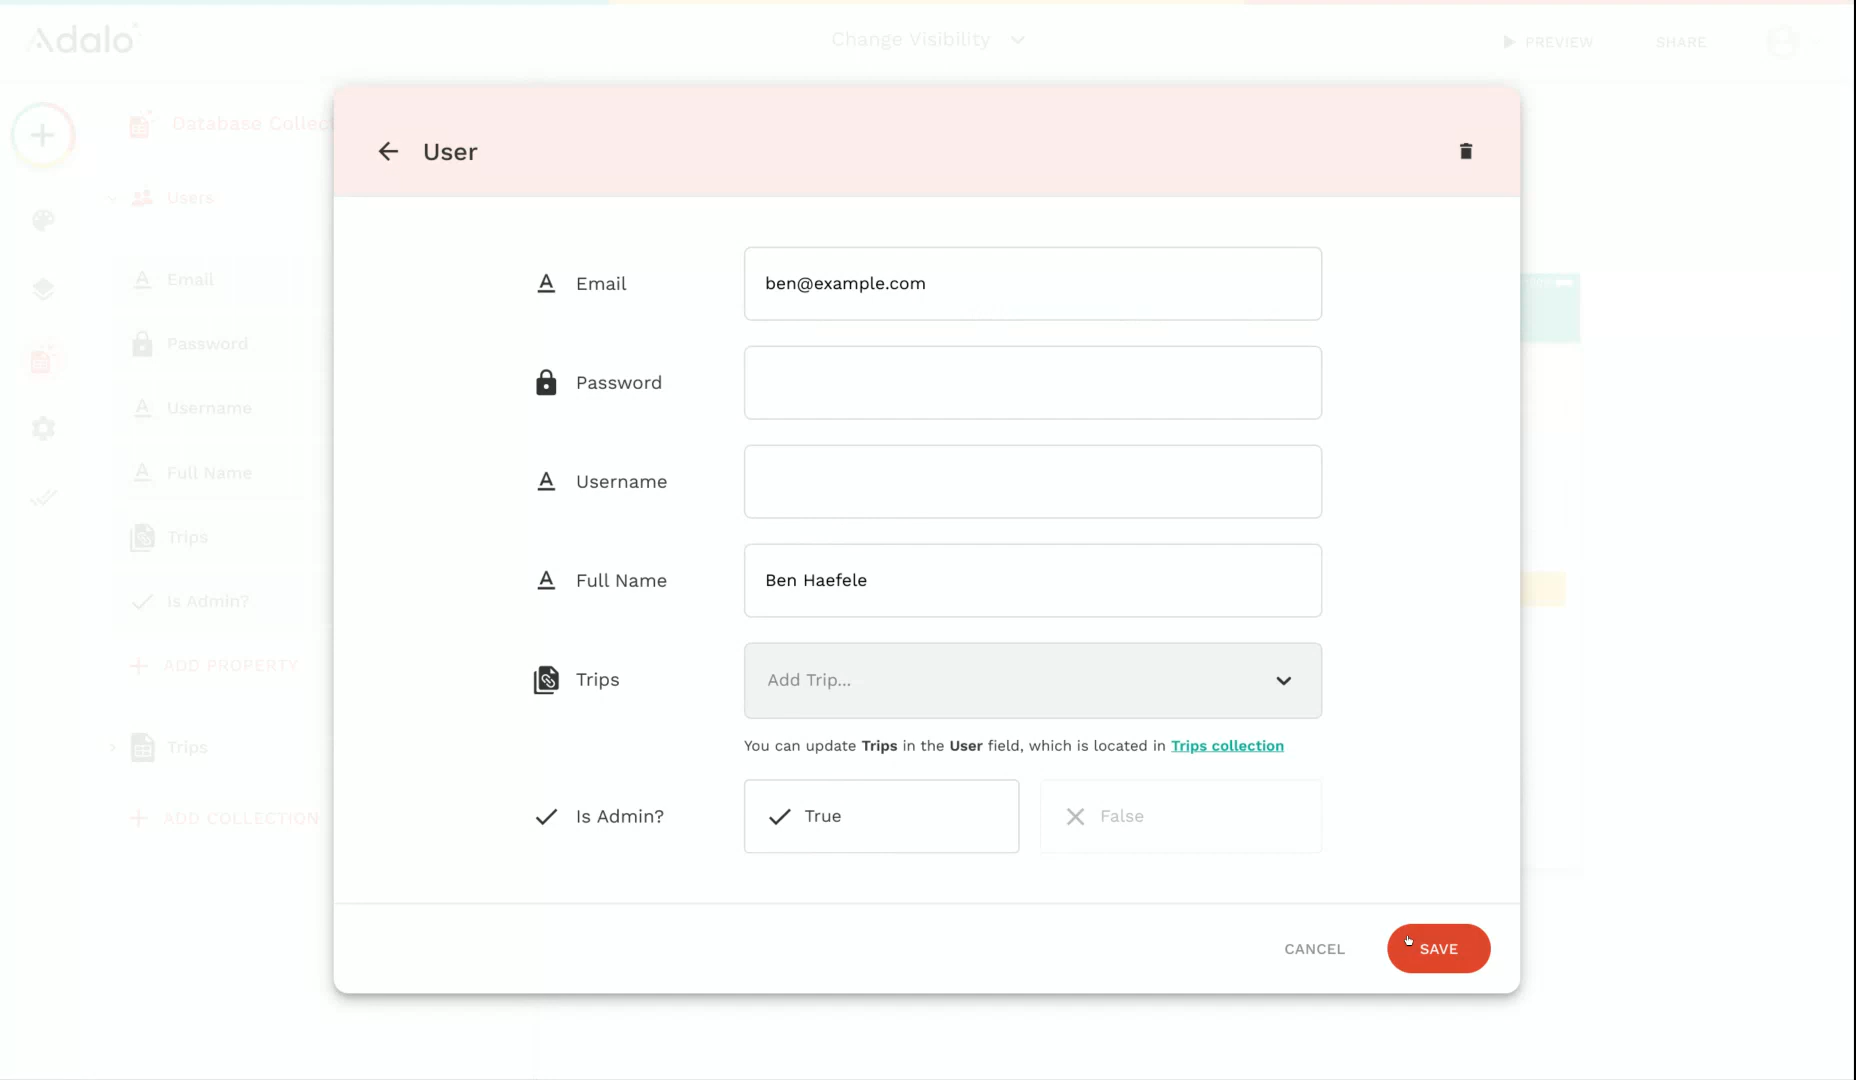 Adalo
Change Visibility
PREVIEW
SHARE
Database Collect
Users
Email
Password
Username
Full Name
Trips
Is Admin?
ADD PROPERTY
Trips
ADD COLLECTION
User
Email
ben@example.com
Password
Username
Full Name
Ben Haefele
Trips
Add Trip...
You can update Trips in the User field, which is located in Trips collection
Is Admin?
True
False
CANCEL
SAVE